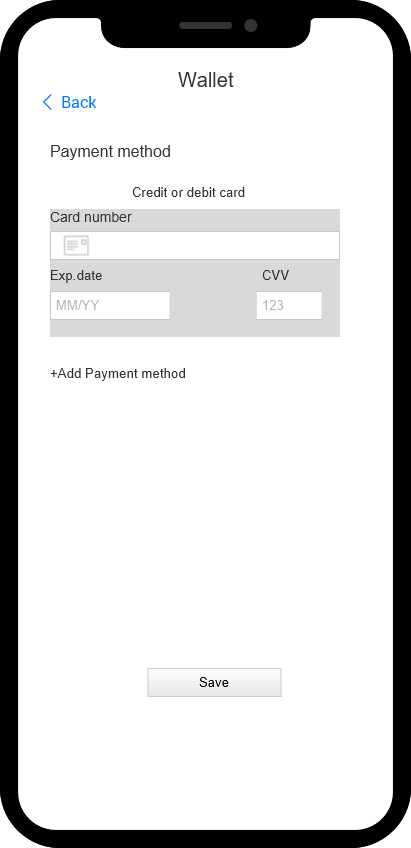 Wallet
Back
Payment method
Credit or debit card
Card number
Exp.date CVV
MM/YY 123
+Add Payment method
Save